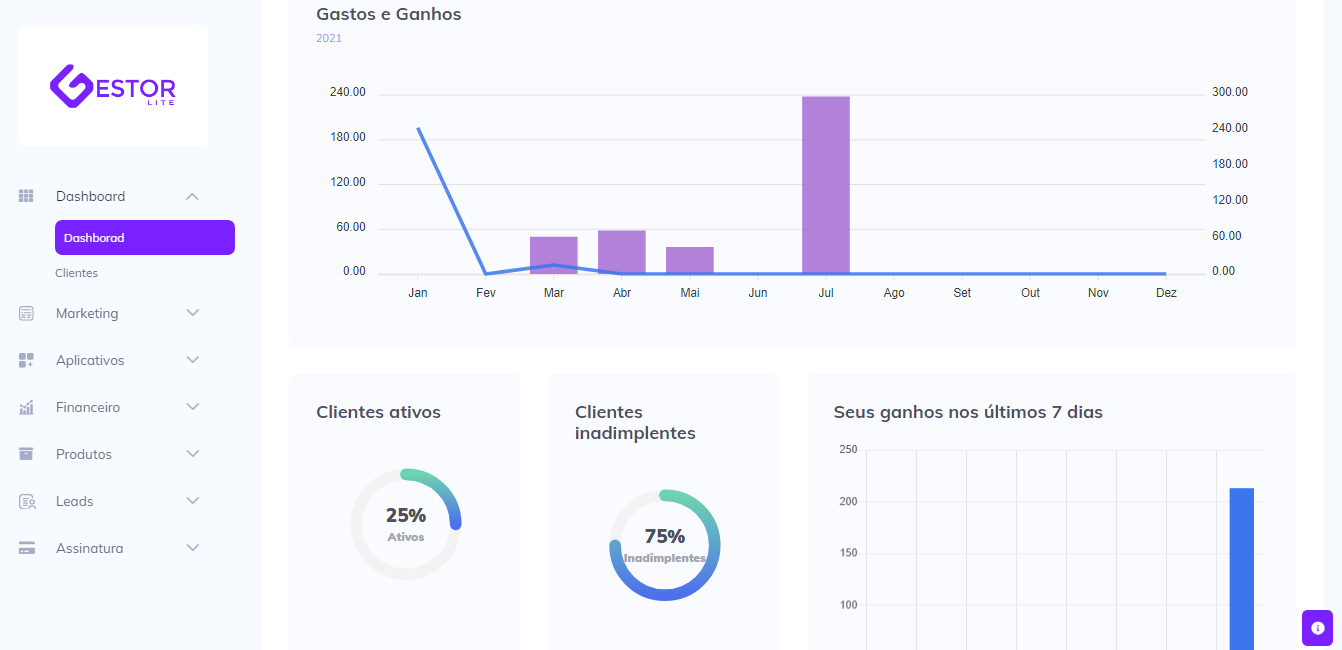 GESTOR
LITE
Dashboard
Dashborad
Clientes
Marketing
Aplicativos
Financeiro
Produtos
Leads
Assinatura
Gastos e Ganhos
2021
240.00
180.00
120.00
60.00
0.00
300.00
240.00
180.00
120.00
60.00
0.00
Jan Fev Mar Abr Mai Jun Jul Ago Set Out Nov Dez
Clientes ativos
25%
Ativos
Clientes
inadimplentes
75%
Inadimplentes
Seus ganhos nos últimos 7 dias
250
200
150
100